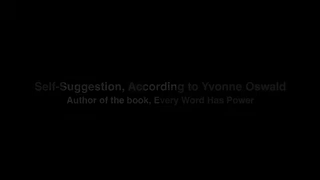 Self-Suggestion, According to Yvonne Oswald
Author of the book, Every Word Has Power